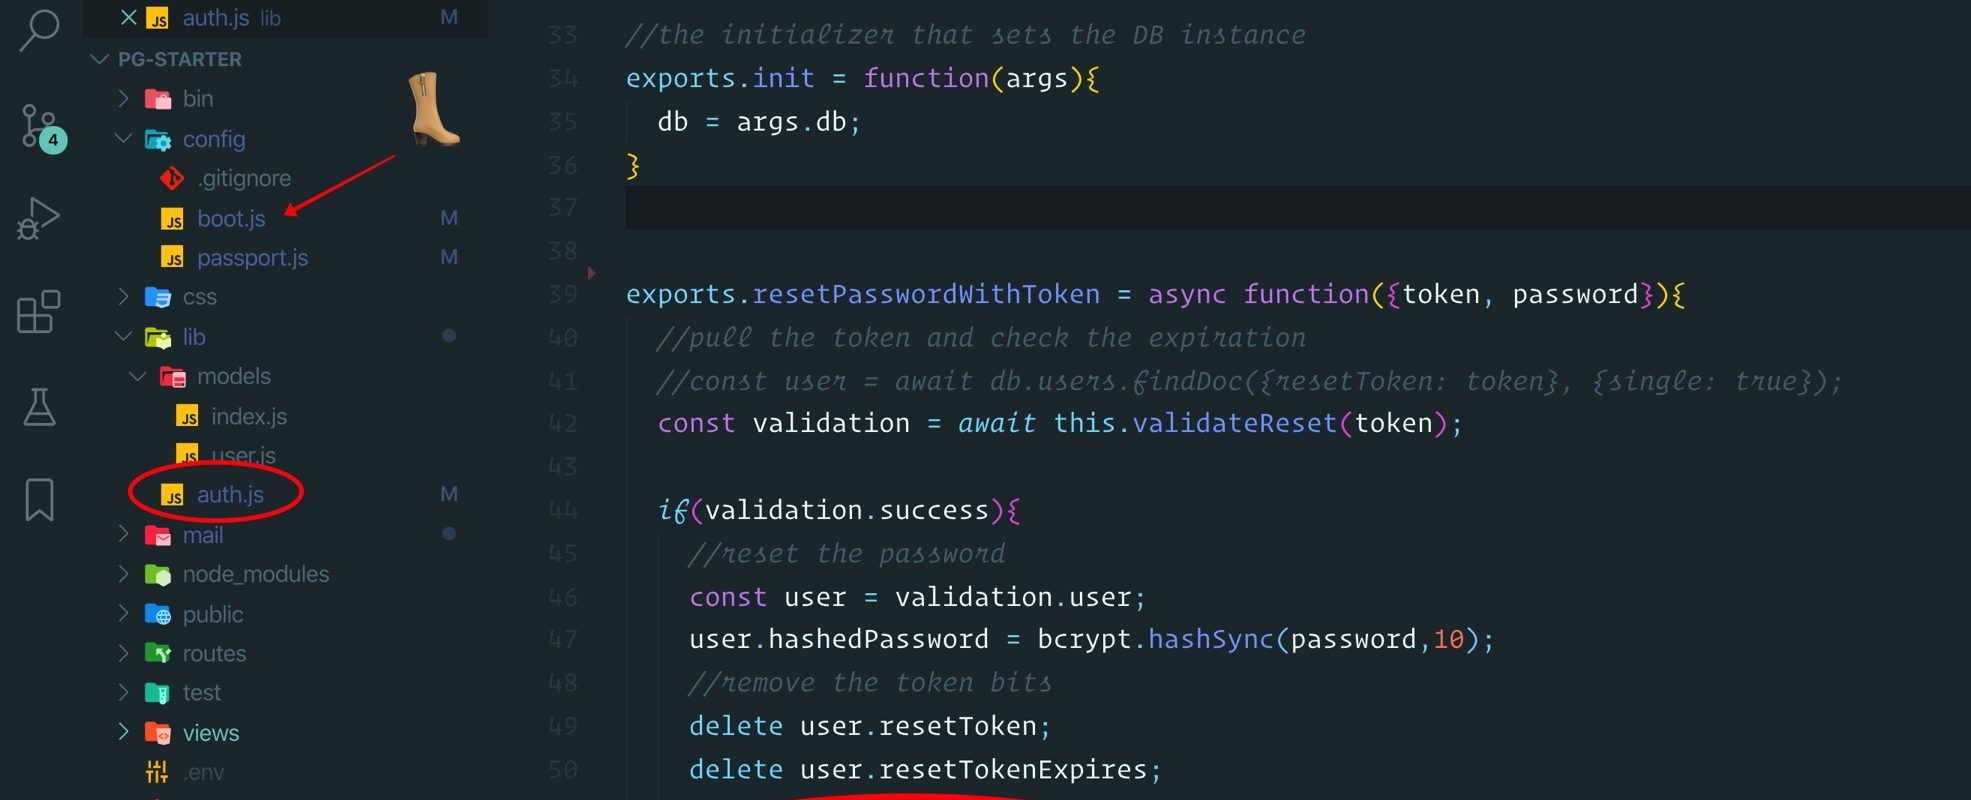 auth.js lib M
PG-STARTER
bin
4
config
.gitignore
boot.js M
passport.js M
css
lib
models
index.js
user.js
auth.js M
mail
node_modules
public
routes
test
views
.env
33 //the initializer that sets the DB instance
34 exports.init = function(args){
35 db = args.db;
36 }
37
38
39 exports.resetPasswordWithToken = async function({token, password}){
40 //pull the token and check the expiration
41 //const user = await db.users.findDoc({resetToken: token}, {single: true});
42 const validation = await this.validateReset(token);
43
44 if(validation.success){
45 //reset the password
46 const user = validation.user;
47 user.hashedPassword = bcrypt.hashSync(password,10);
48 //remove the token bits
49 delete user.resetToken;
50 delete user.resetTokenExpires;